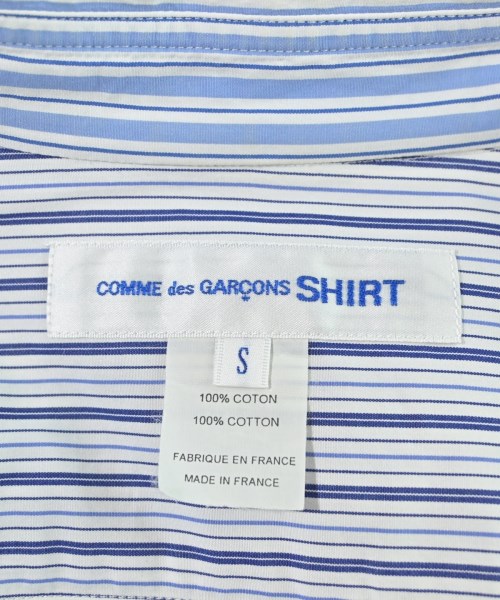 COMME des GARÇONS SHIRT
S
100% COTON
100% COTTON
FABRIQUE EN FRANCE
MADE IN FRANCE